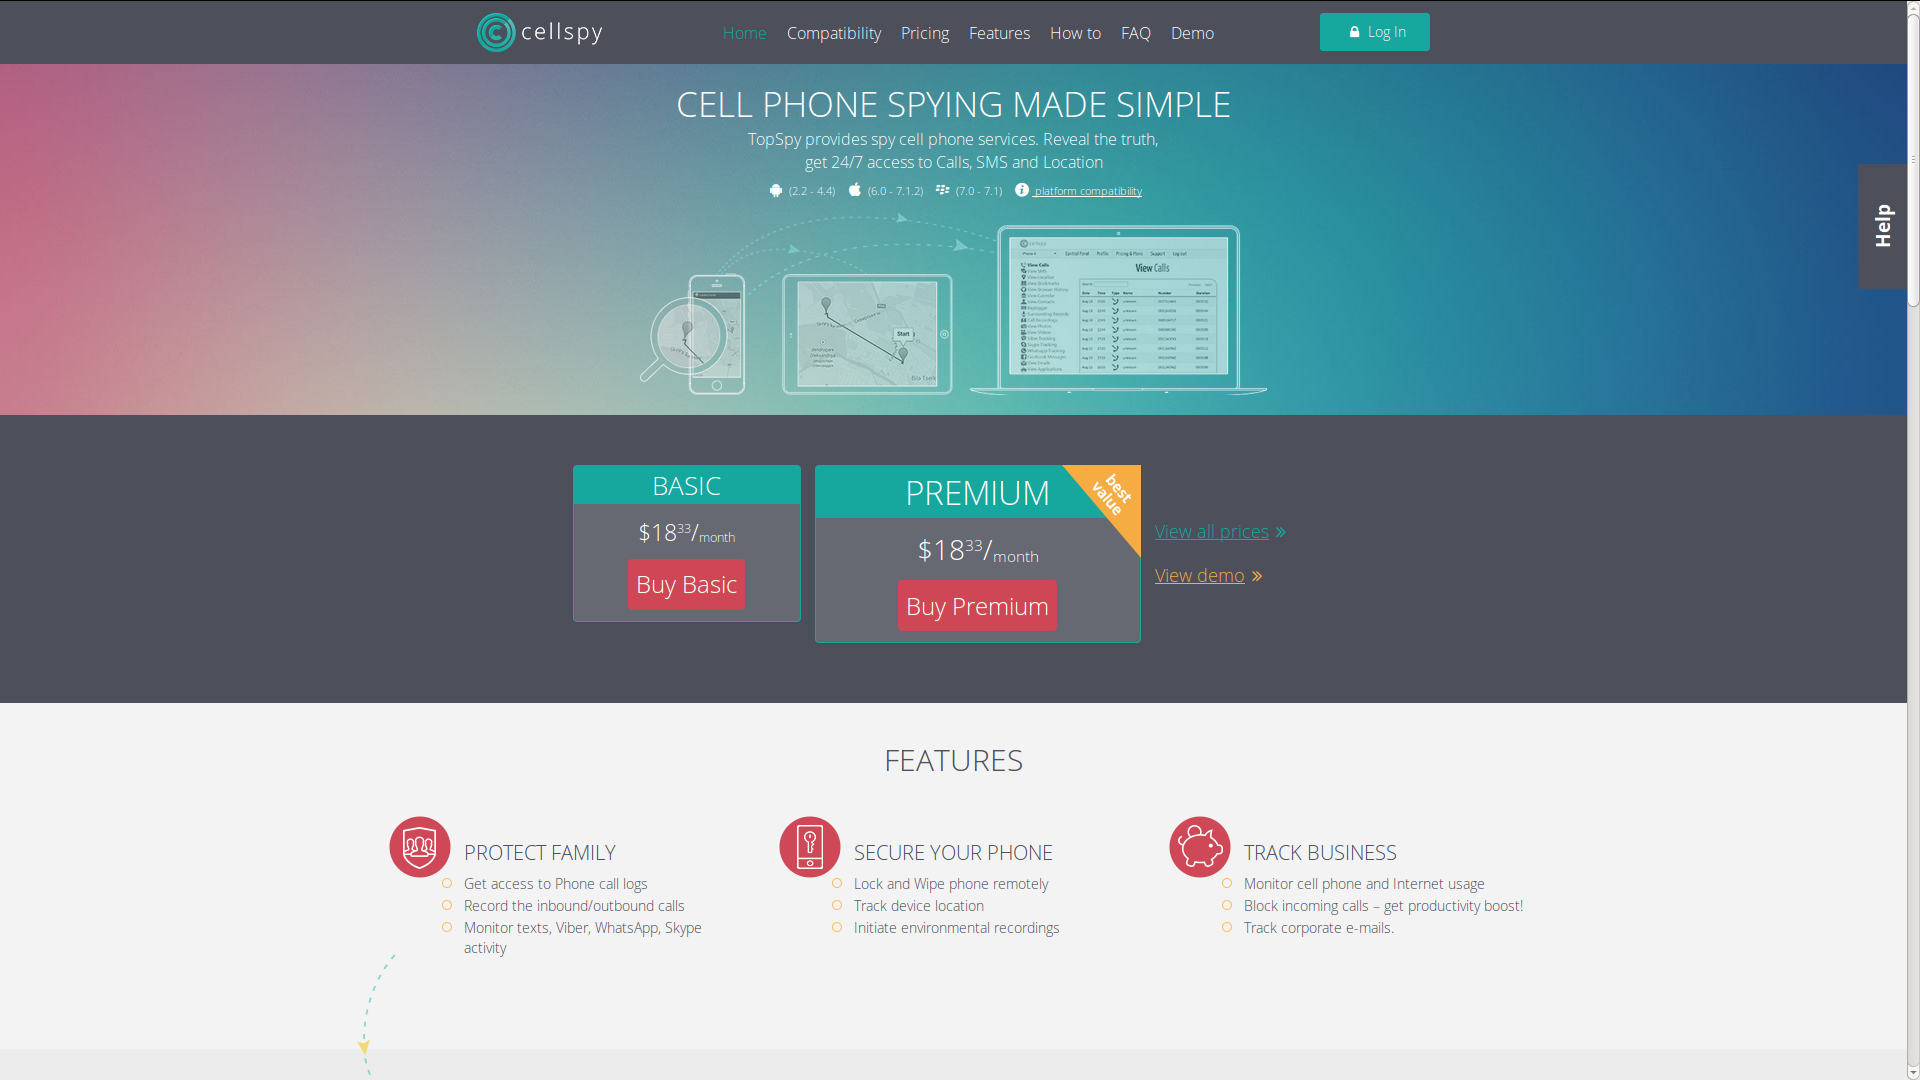 cellspy
Home Compatibility Pricing Features How to FAQ Demo
Log In
CELL PHONE SPYING MADE SIMPLE
TopSpy provides spy cell phone services. Reveal the truth,
get 24/7 access to Calls, SMS and Location
(2.2 - 4.4) (6.0 - 7.1.2) (7.0 - 7.1) platform compatibility
Help
View Calls
Start
BASIC
$18 33/month
Buy Basic
PREMIUM
best
value
$18 33/month
Buy Premium
View all prices »
View demo »
FEATURES
PROTECT FAMILY
Get access to Phone call logs
Record the inbound/outbound calls
Monitor texts, Viber, WhatsApp, Skype
activity
SECURE YOUR PHONE
Lock and Wipe phone remotely
Track device location
Initiate environmental recordings
TRACK BUSINESS
Monitor cell phone and Internet usage
Block incoming calls – get productivity boost!
Track corporate e-mails.